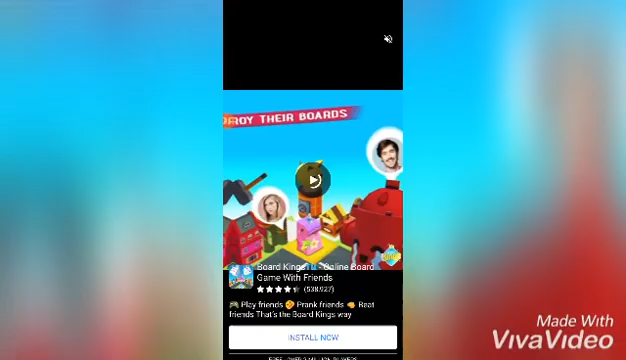 ROY THEIR BOARDS
Board Kings - Online Board
Game With Friends
(538,927)
🎮 Play friends 🤣 Prank friends 👊 Beat
friends That's the Board Kings way
INSTALL NOW
Made With
VivaVideo